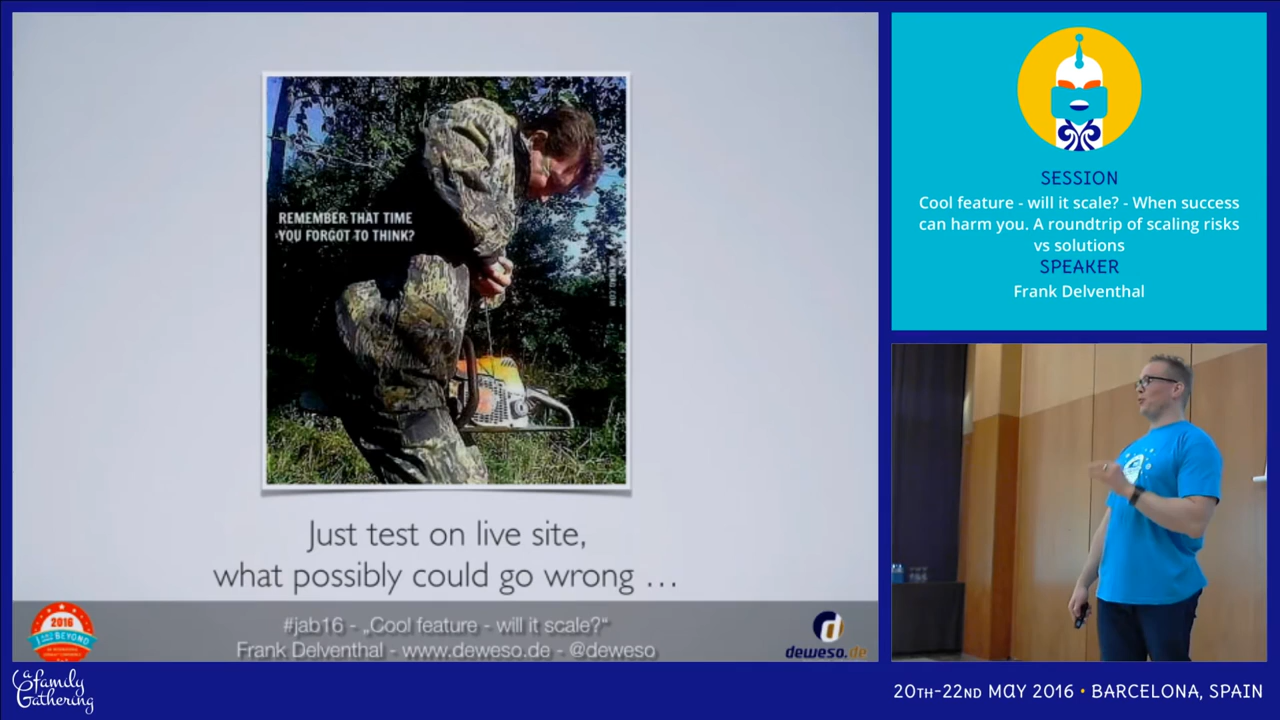 REMEMBER THAT TIME
YOU FORGOT TO THINK?
Just test on live site,
what possibly could go wrong …
#jab16 - „Cool feature - will it scale?“
Frank Delventhal - www.deweso.de - @deweso
2016
BEYOND
deweso.de
SESSION
Cool feature - will it scale? - When success
can harm you. A roundtrip of scaling risks
vs solutions
SPEAKER
Frank Delventhal
a family
Gathering
20TH-22ND MAY 2016 • BARCELONA, SPAIN